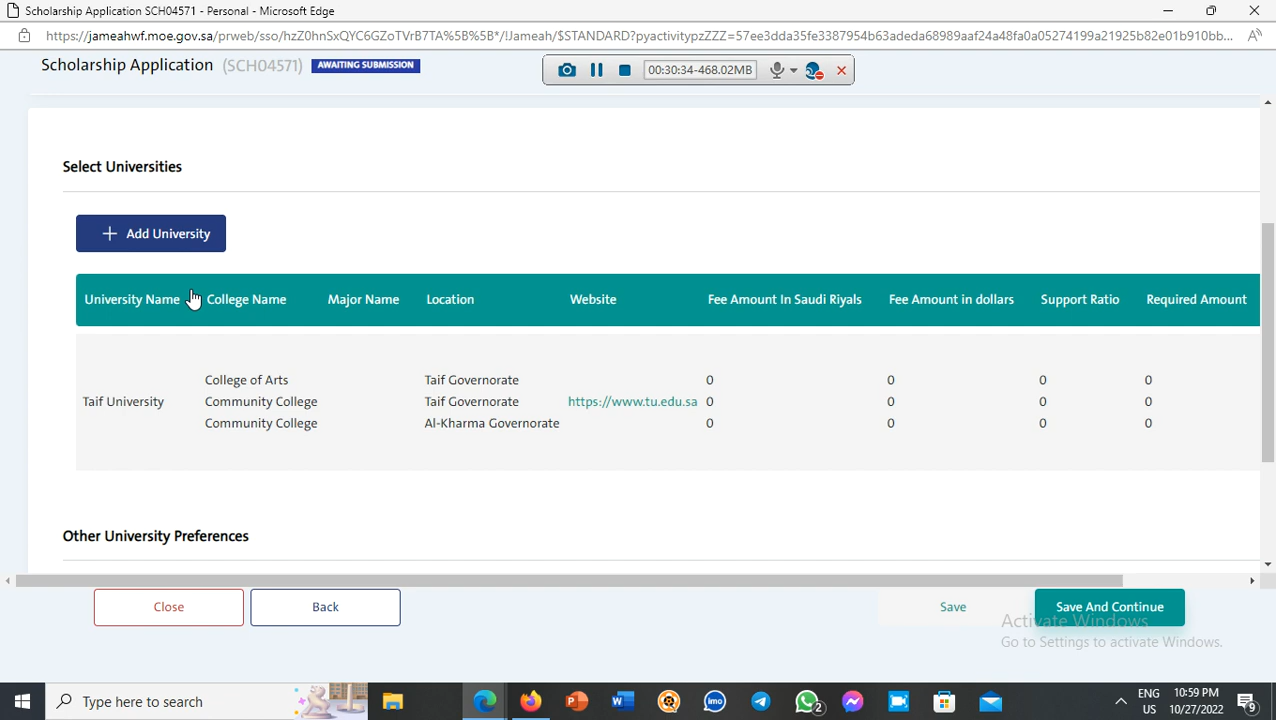 Scholarship Application SCH04571 - Personal - Microsoft Edge
https://jameahwf.moe.gov.sa/prweb/sso/hzZ0hnSxQYC6GZoTVrB7TA%5B%5B*/!Jameah/$STANDARD?pyactivitypzZZZ=57ee3dda35fe3387954b63adeda68989aaf24a48fa0a05274199a21925b82e01b910bb...
Scholarship Application (SCH04571) AWAITING SUBMISSION
00:30:34-468.02MB
Select Universities
+ Add University
University Name College Name Major Name Location Website Fee Amount In Saudi Riyals Fee Amount in dollars Support Ratio Required Amount
College of Arts Taif Governorate 0 0 0 0
Taif University Community College Taif Governorate https://www.tu.edu.sa 0 0 0 0
Community College Al-Kharma Governorate 0 0 0 0
Other University Preferences
Close Back Save Save And Continue
Activate Windows
Go to Settings to activate Windows.
Type here to search
imo
2
ENG
US
10:59 PM
10/27/2022
9